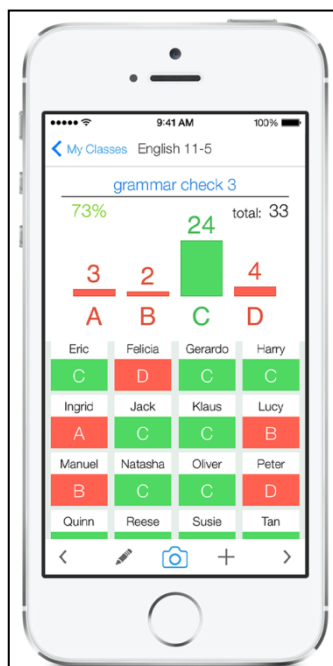 9:41 AM 100%
My Classes English 11-5
grammar check 3
73% total: 33
24
3 2 4
A B C D
Eric Felicia Gerardo Harry
C D C C
Ingrid Jack Klaus Lucy
A C C B
Manuel Natasha Oliver Peter
B C C D
Quinn Reese Susie Tan